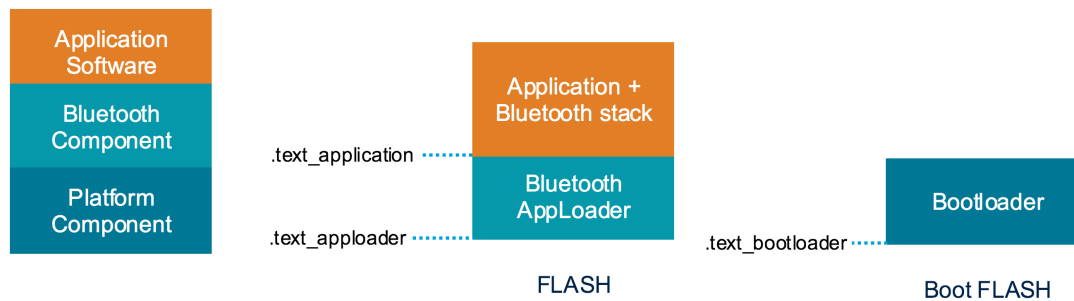 Application
Software
Bluetooth
Component
Platform
Component
Application +
Bluetooth stack
.text_application
Bluetooth
AppLoader
.text_apploader
FLASH
Bootloader
.text_bootloader
Boot FLASH